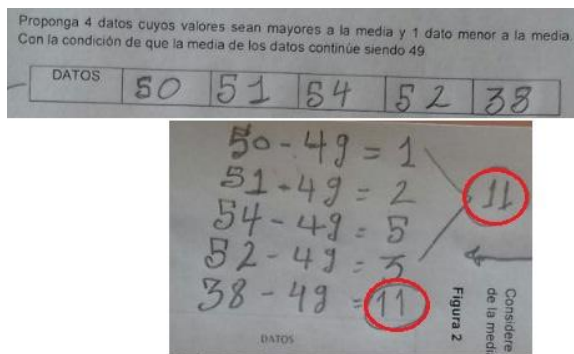 Proponga 4 datos cuyos valores sean mayores a la media y 1 dato menor a la media.
Con la condición de que la media de los datos continúe siendo 49.
DATOS 50 51 54 52 38
50 - 49 = 1
51 - 49 = 2
11
54 - 49 = 5
52 - 49 = 3
38 - 49 = 11
DATOS
Considere
de la medi
Figura 2